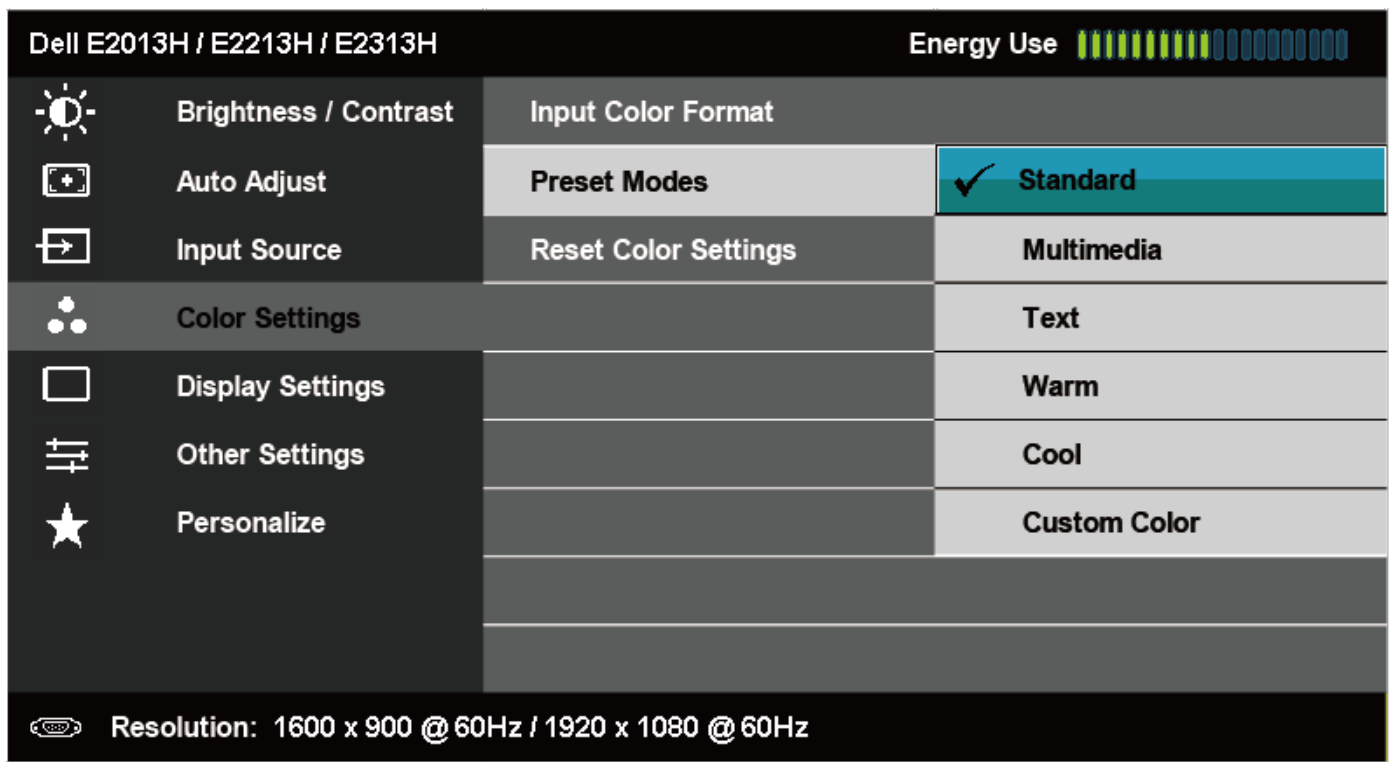 Dell E2013H / E2213H / E2313H Energy Use
Brightness / Contrast Input Color Format
Auto Adjust Preset Modes Standard
Input Source Reset Color Settings Multimedia
Color Settings Text
Display Settings Warm
Other Settings Cool
Personalize Custom Color
Resolution: 1600 x 900 @ 60Hz / 1920 x 1080 @ 60Hz